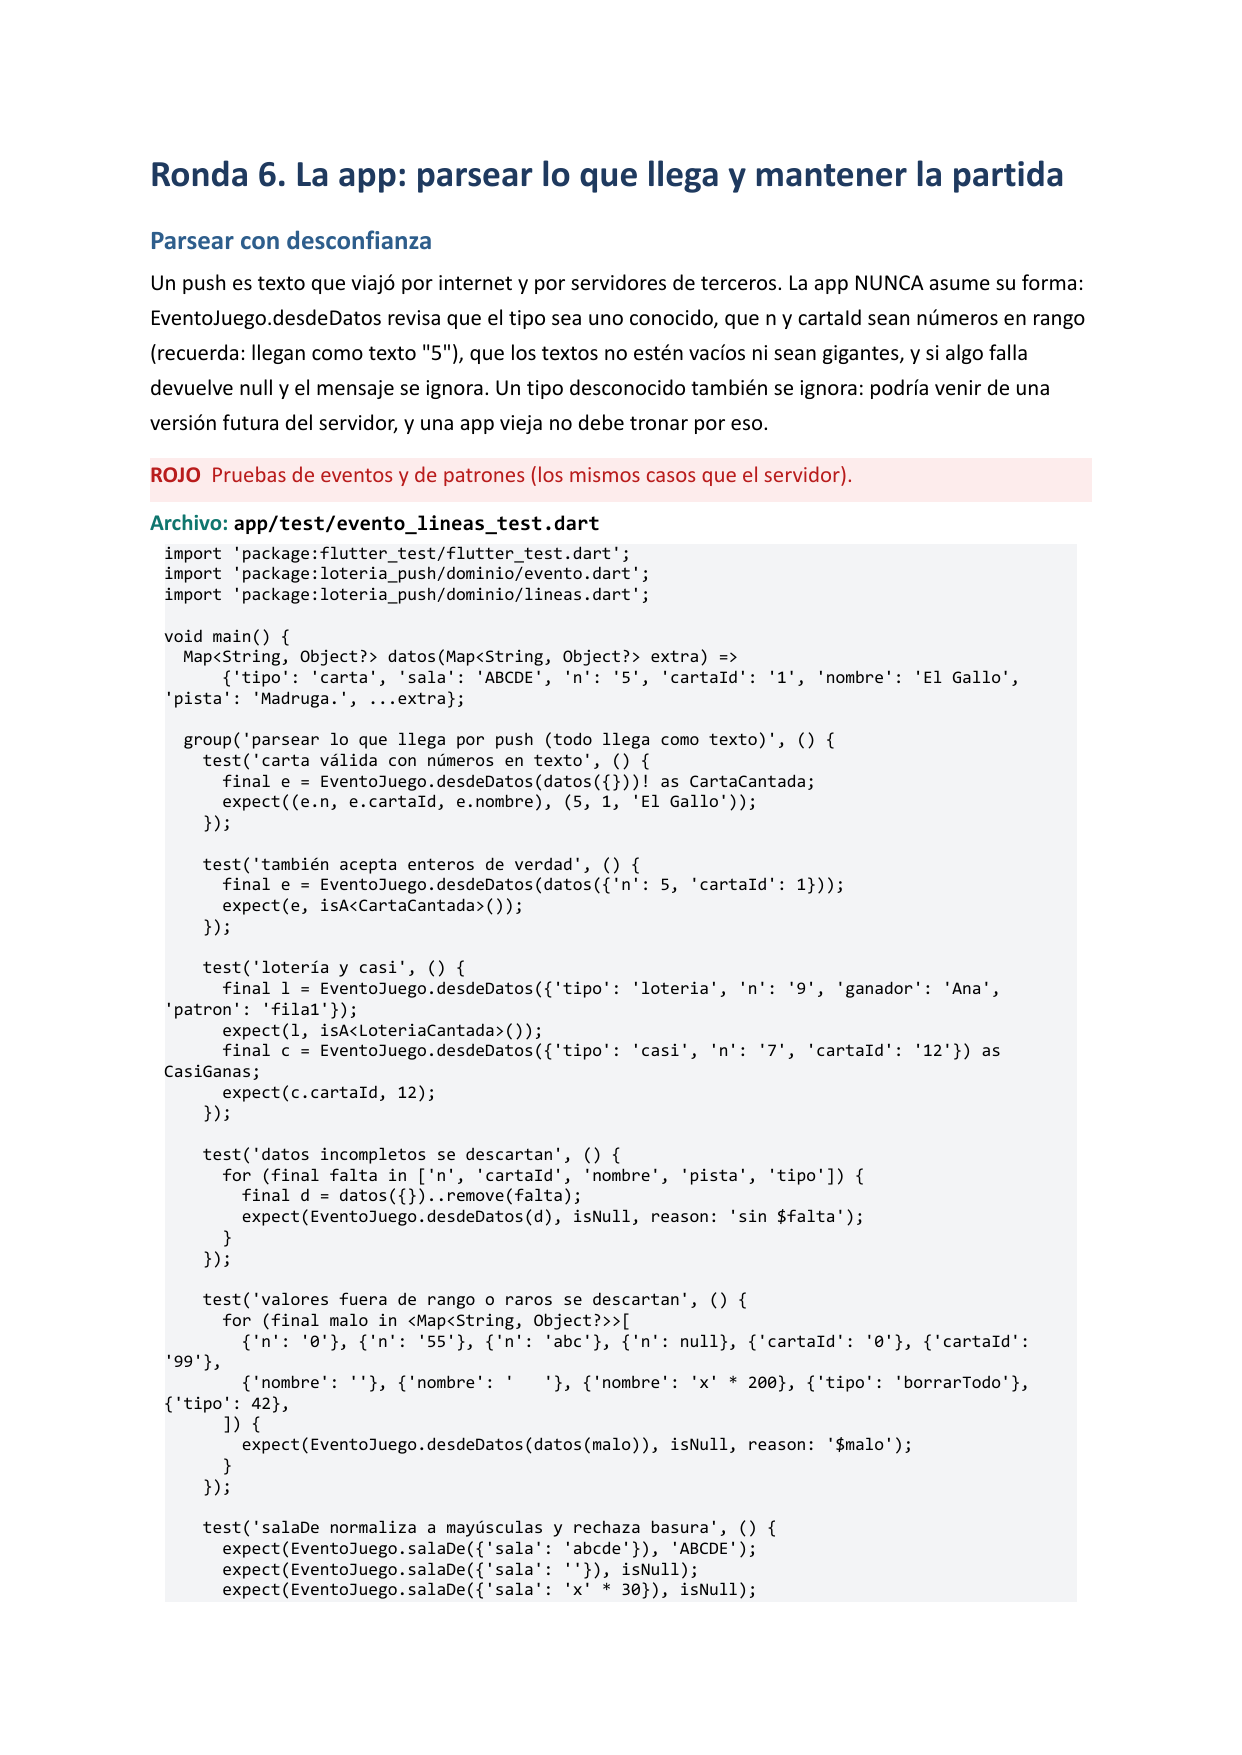 Ronda 6. La app: parsear lo que llega y mantener la partida
Parsear con desconfianza
Un push es texto que viajó por internet y por servidores de terceros. La app NUNCA asume su forma:
EventoJuego.desdeDatos revisa que el tipo sea uno conocido, que n y cartaId sean números en rango
(recuerda: llegan como texto "5"), que los textos no estén vacíos ni sean gigantes, y si algo falla
devuelve null y el mensaje se ignora. Un tipo desconocido también se ignora: podría venir de una
versión futura del servidor, y una app vieja no debe tronar por eso.
ROJO  Pruebas de eventos y de patrones (los mismos casos que el servidor).
Archivo: app/test/evento_lineas_test.dart
import 'package:flutter_test/flutter_test.dart';
import 'package:loteria_push/dominio/evento.dart';
import 'package:loteria_push/dominio/lineas.dart';

void main() {
  Map<String, Object?> datos(Map<String, Object?> extra) =>
      {'tipo': 'carta', 'sala': 'ABCDE', 'n': '5', 'cartaId': '1', 'nombre': 'El Gallo',
'pista': 'Madruga.', ...extra};

  group('parsear lo que llega por push (todo llega como texto)', () {
    test('carta válida con números en texto', () {
      final e = EventoJuego.desdeDatos(datos({}))! as CartaCantada;
      expect((e.n, e.cartaId, e.nombre), (5, 1, 'El Gallo'));
    });

    test('también acepta enteros de verdad', () {
      final e = EventoJuego.desdeDatos(datos({'n': 5, 'cartaId': 1}));
      expect(e, isA<CartaCantada>());
    });

    test('lotería y casi', () {
      final l = EventoJuego.desdeDatos({'tipo': 'loteria', 'n': '9', 'ganador': 'Ana',
'patron': 'fila1'});
      expect(l, isA<LoteriaCantada>());
      final c = EventoJuego.desdeDatos({'tipo': 'casi', 'n': '7', 'cartaId': '12'}) as
CasiGanas;
      expect(c.cartaId, 12);
    });

    test('datos incompletos se descartan', () {
      for (final falta in ['n', 'cartaId', 'nombre', 'pista', 'tipo']) {
        final d = datos({})..remove(falta);
        expect(EventoJuego.desdeDatos(d), isNull, reason: 'sin $falta');
      }
    });

    test('valores fuera de rango o raros se descartan', () {
      for (final malo in <Map<String, Object?>>[
        {'n': '0'}, {'n': '55'}, {'n': 'abc'}, {'n': null}, {'cartaId': '0'}, {'cartaId':
'99'},
        {'nombre': ''}, {'nombre': '   '}, {'nombre': 'x' * 200}, {'tipo': 'borrarTodo'},
{'tipo': 42},
      ]) {
        expect(EventoJuego.desdeDatos(datos(malo)), isNull, reason: '$malo');
      }
    });

    test('salaDe normaliza a mayúsculas y rechaza basura', () {
      expect(EventoJuego.salaDe({'sala': 'abcde'}), 'ABCDE');
      expect(EventoJuego.salaDe({'sala': ''}), isNull);
      expect(EventoJuego.salaDe({'sala': 'x' * 30}), isNull);